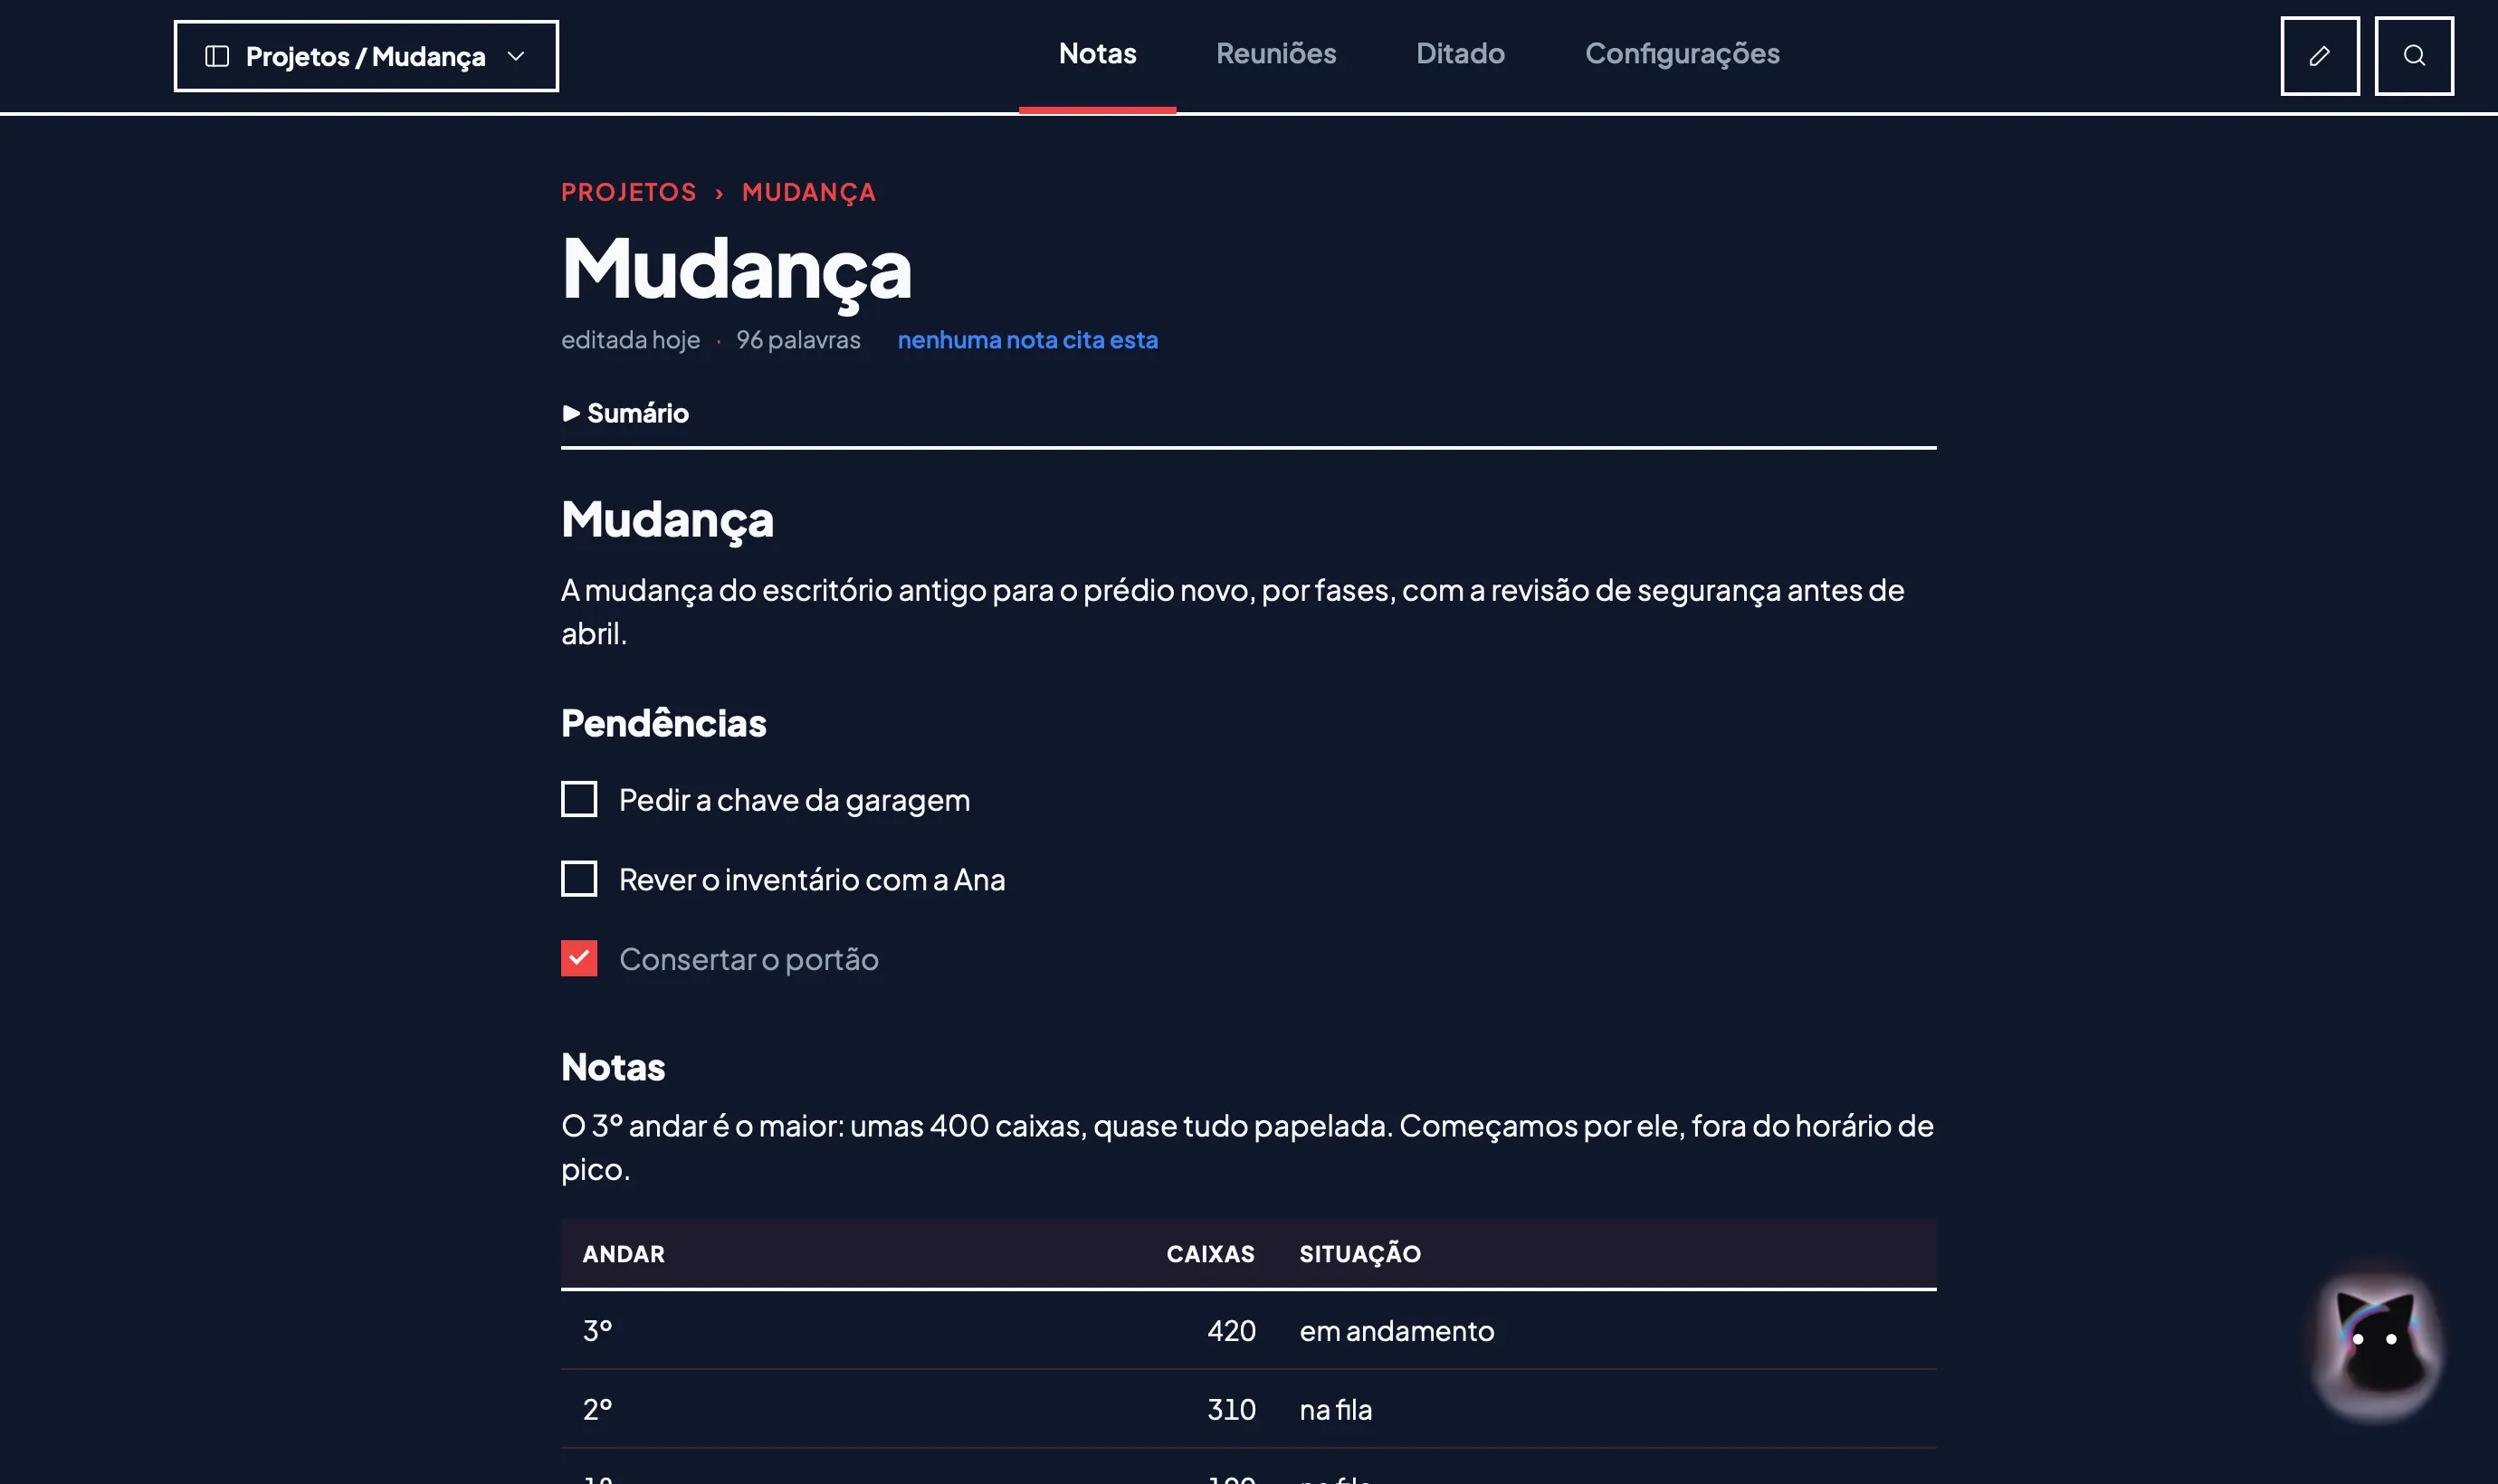 Projetos / Mudança
Notas
Reuniões
Ditado
Configurações
PROJETOS › MUDANÇA
Mudança
editada hoje · 96 palavras nenhuma nota cita esta
Sumário
Mudança
A mudança do escritório antigo para o prédio novo, por fases, com a revisão de segurança antes de
abril.
Pendências
Pedir a chave da garagem
Rever o inventário com a Ana
Consertar o portão
Notas
O 3º andar é o maior: umas 400 caixas, quase tudo papelada. Começamos por ele, fora do horário de
pico.
ANDAR CAIXAS SITUAÇÃO
3º 420 em andamento
2º 310 na fila